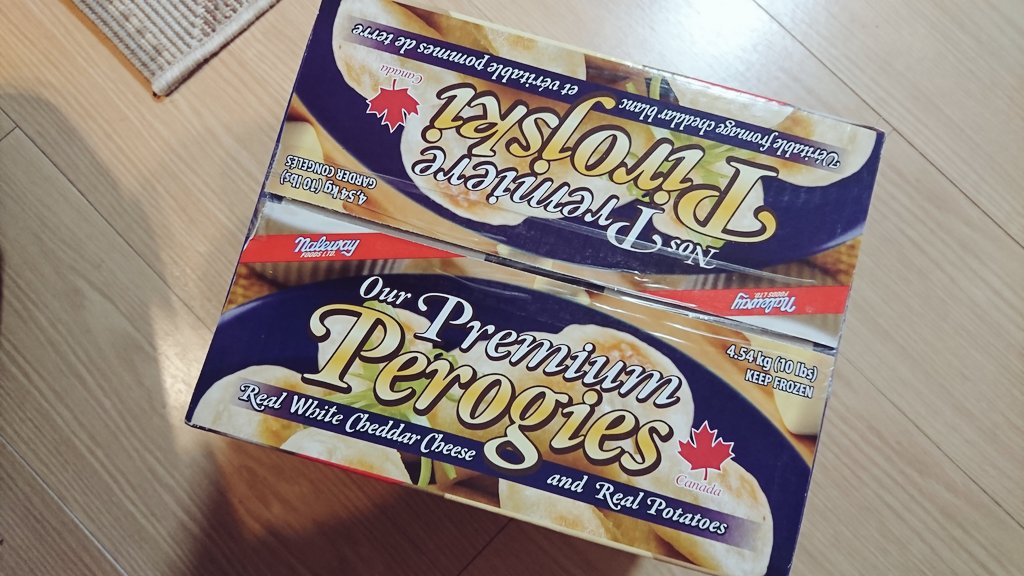 et véritable pommes de terre
Véritable fromage cheddar blanc
Canada
Pirojski
Nos Première
4,54 kg (10 lbs)
GARDER CONGELÉS
Naleway
FOODS LTD.
Naleway
FOODS LTD.
Our Premium
Perogies
Real White Cheddar Cheese
and Real Potatoes
4.54 kg (10 lbs)
KEEP FROZEN
Canada